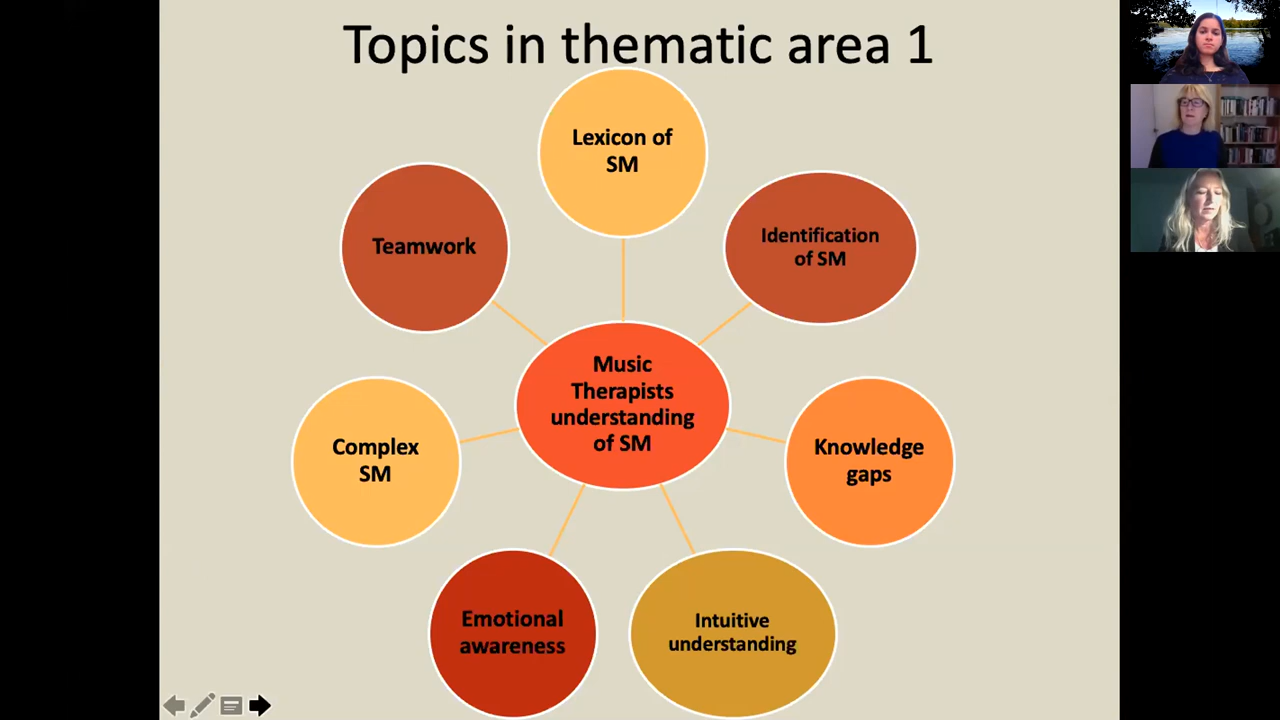 Topics in thematic area 1
Lexicon of
SM
Teamwork
Identification
of SM
Music
Therapists
understanding
of SM
Complex
SM
Knowledge
gaps
Emotional
awareness
Intuitive
understanding